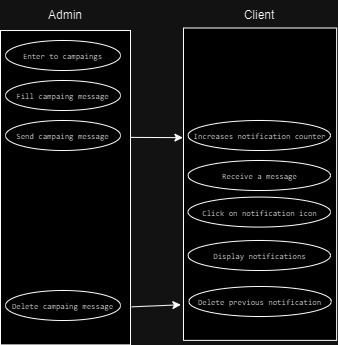 Admin
Client
Enter to campaings
Fill campaing message
Send campaing message
Increases notification counter
Receive a message
Click on notification icon
Display notifications
Delete campaing message
Delete previous notification